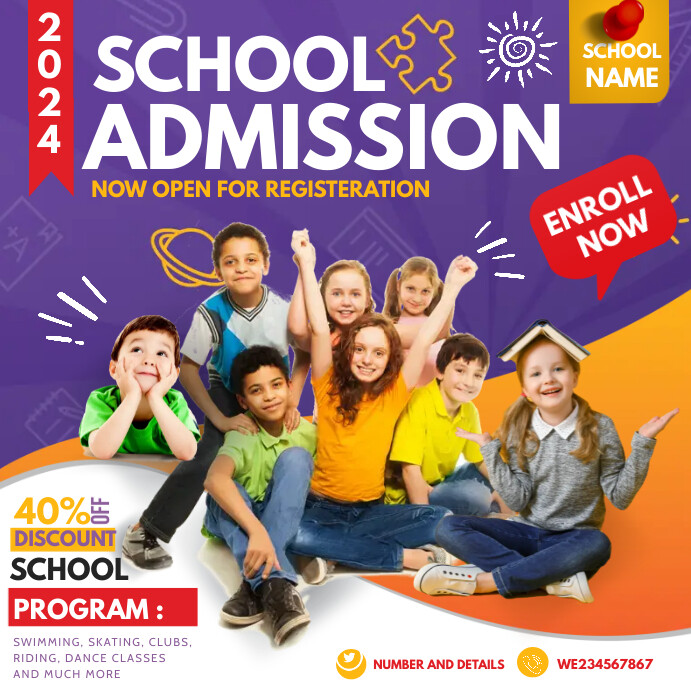 2024
SCHOOL
ADMISSION
NOW OPEN FOR REGISTERATION
SCHOOL
NAME
ENROLL
NOW
A+
40% OFF
DISCOUNT
SCHOOL
PROGRAM :
SWIMMING, SKATING, CLUBS,
RIDING, DANCE CLASSES
AND MUCH MORE
NUMBER AND DETAILS
WE234567867